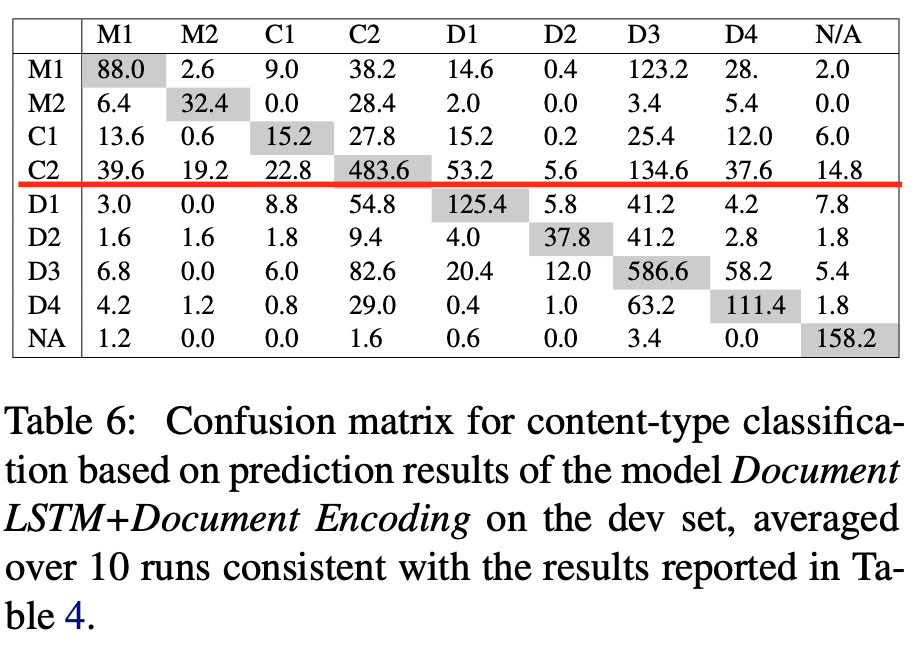 M1 M2 C1 C2 D1 D2 D3 D4 N/A
M1 88.0 2.6 9.0 38.2 14.6 0.4 123.2 28. 2.0
M2 6.4 32.4 0.0 28.4 2.0 0.0 3.4 5.4 0.0
C1 13.6 0.6 15.2 27.8 15.2 0.2 25.4 12.0 6.0
C2 39.6 19.2 22.8 483.6 53.2 5.6 134.6 37.6 14.8
D1 3.0 0.0 8.8 54.8 125.4 5.8 41.2 4.2 7.8
D2 1.6 1.6 1.8 9.4 4.0 37.8 41.2 2.8 1.8
D3 6.8 0.0 6.0 82.6 20.4 12.0 586.6 58.2 5.4
D4 4.2 1.2 0.8 29.0 0.4 1.0 63.2 111.4 1.8
NA 1.2 0.0 0.0 1.6 0.6 0.0 3.4 0.0 158.2
Table 6: Confusion matrix for content-type classifica-
tion based on prediction results of the model Document
LSTM+Document Encoding on the dev set, averaged
over 10 runs consistent with the results reported in Ta-
ble 4.